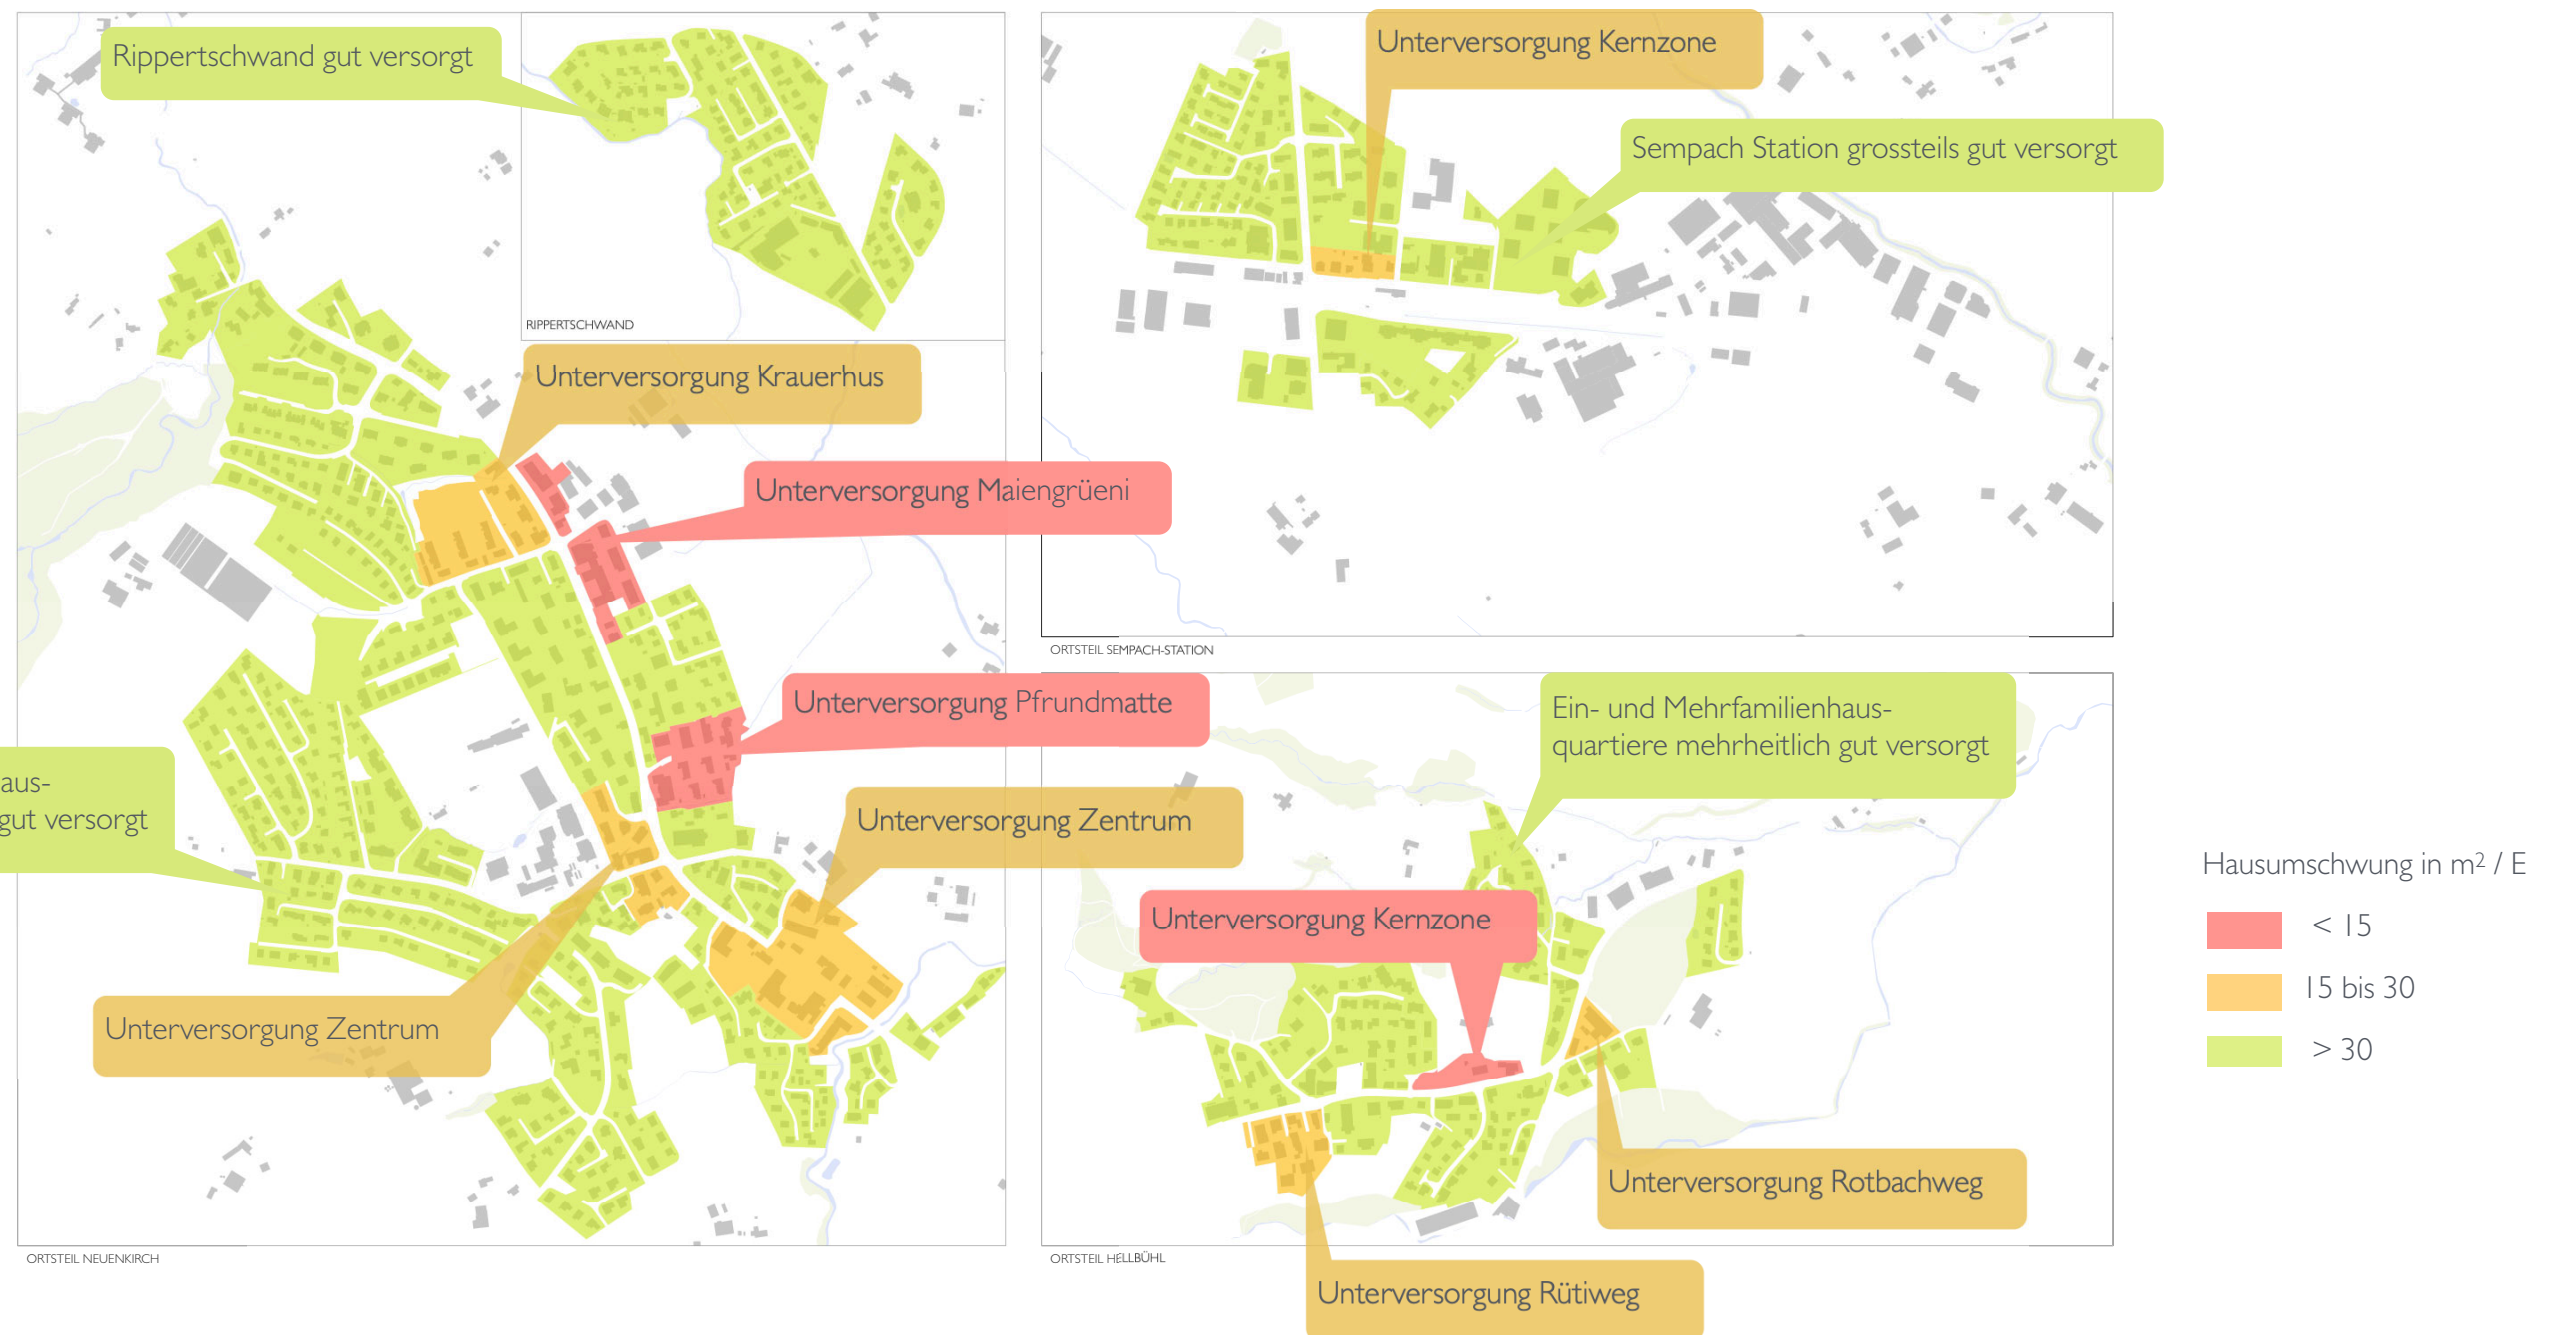 Rippertschwand gut versorgt
RIPPERTSCHWAND
Unterversorgung Krauerhus
Unterversorgung Maiengrüeni
Unterversorgung Pfrundmatte
aus-
gut versorgt
Unterversorgung Zentrum
Unterversorgung Zentrum
ORTSTEIL NEUENKIRCH
Unterversorgung Kernzone
Sempach Station grossteils gut versorgt
ORTSTEIL SEMPACH-STATION
Ein- und Mehrfamilienhaus-
quartiere mehrheitlich gut versorgt
Unterversorgung Kernzone
Unterversorgung Rotbachweg
ORTSTEIL HELLBÜHL
Unterversorgung Rütiweg
Hausumschwung in m² / E
< 15
15 bis 30
> 30